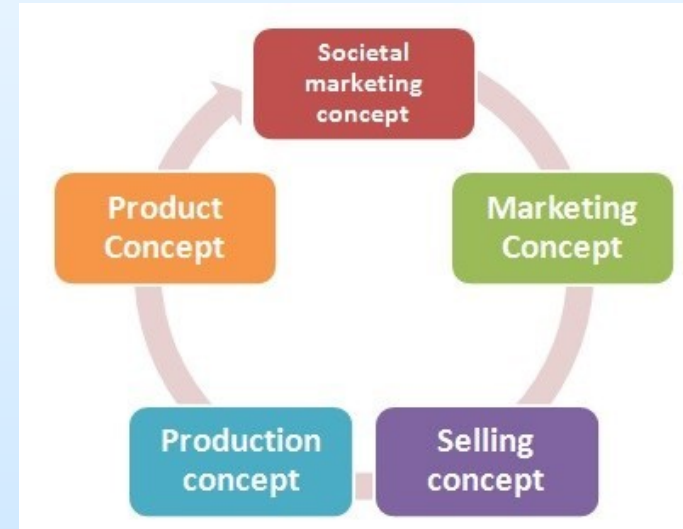 Societal
marketing
concept
Marketing
Concept
Selling
concept
Production
concept
Product
Concept